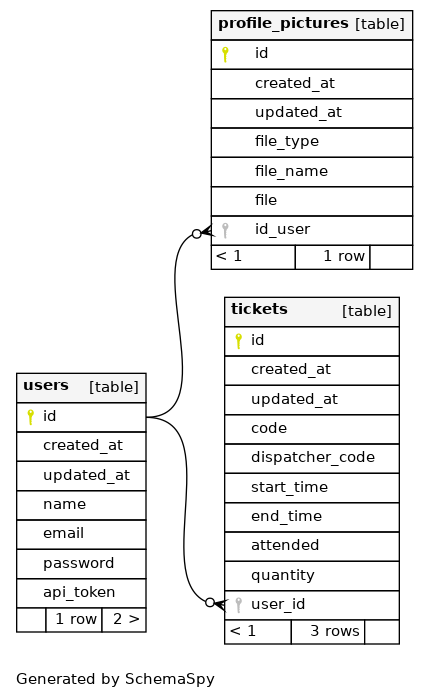 profile_pictures [table]
id
created_at
updated_at
file_type
file_name
file
id_user
< 1 1 row
tickets [table]
id
created_at
updated_at
code
dispatcher_code
start_time
end_time
attended
quantity
user_id
< 1 3 rows
users [table]
id
created_at
updated_at
name
email
password
api_token
1 row 2 >
Generated by SchemaSpy